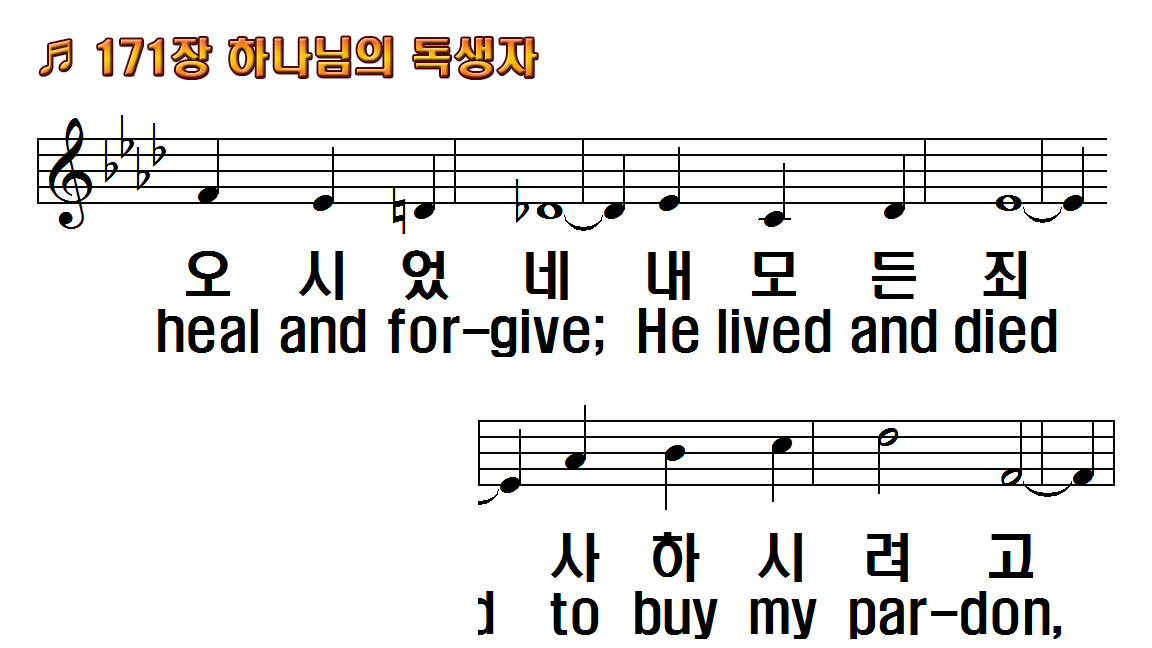 171장 하나님의 독생자
오 시 었 네 내 모 든 죄
heal and for-give; He lived and died
사 하 시 려 고
d to buy my par-don,